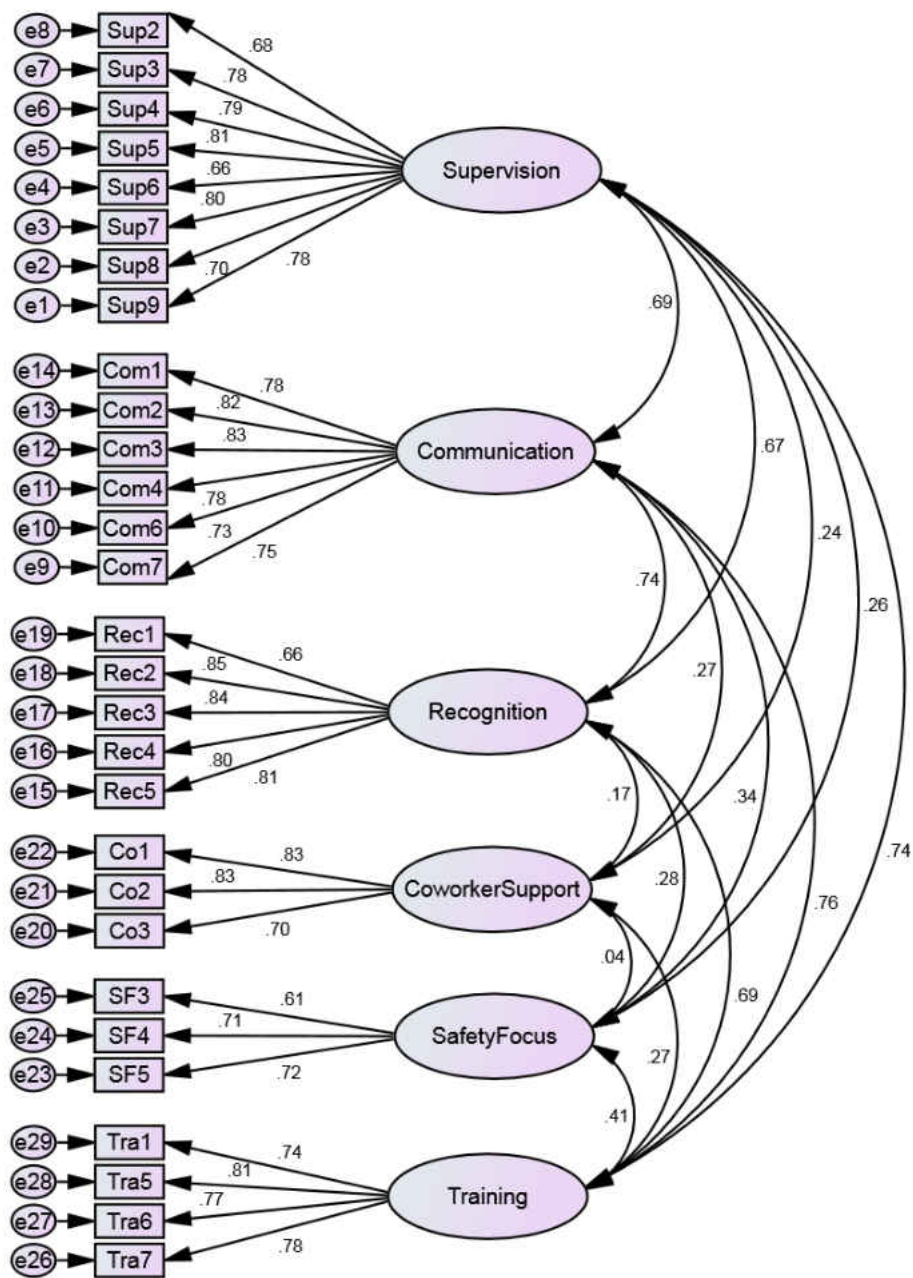 e8 Sup2 .68
e7 Sup3 .78
e6 Sup4 .79
e5 Sup5 .81 Supervision
e4 Sup6 .66
e3 Sup7 .80
e2 Sup8 .70 .78
e1 Sup9 .69
e14 Com1 .78
e13 Com2 .82
e12 Com3 .83 Communication .67
e11 Com4 .78
e10 Com6 .73 .24
e9 Com7 .75 .74 .26
e19 Rec1 .66
e18 Rec2 .85 .27
e17 Rec3 .84 Recognition
e16 Rec4 .80
e15 Rec5 .81 .17 .34
e22 Co1 .83 .74
e21 Co2 .83 CoworkerSupport .28 .76
e20 Co3 .70 .04
e25 SF3 .61 .69
e24 SF4 .71 SafetyFocus
e23 SF5 .72 .27
.41
e29 Tra1 .74
e28 Tra5 .81 Training
e27 Tra6 .77
e26 Tra7 .78